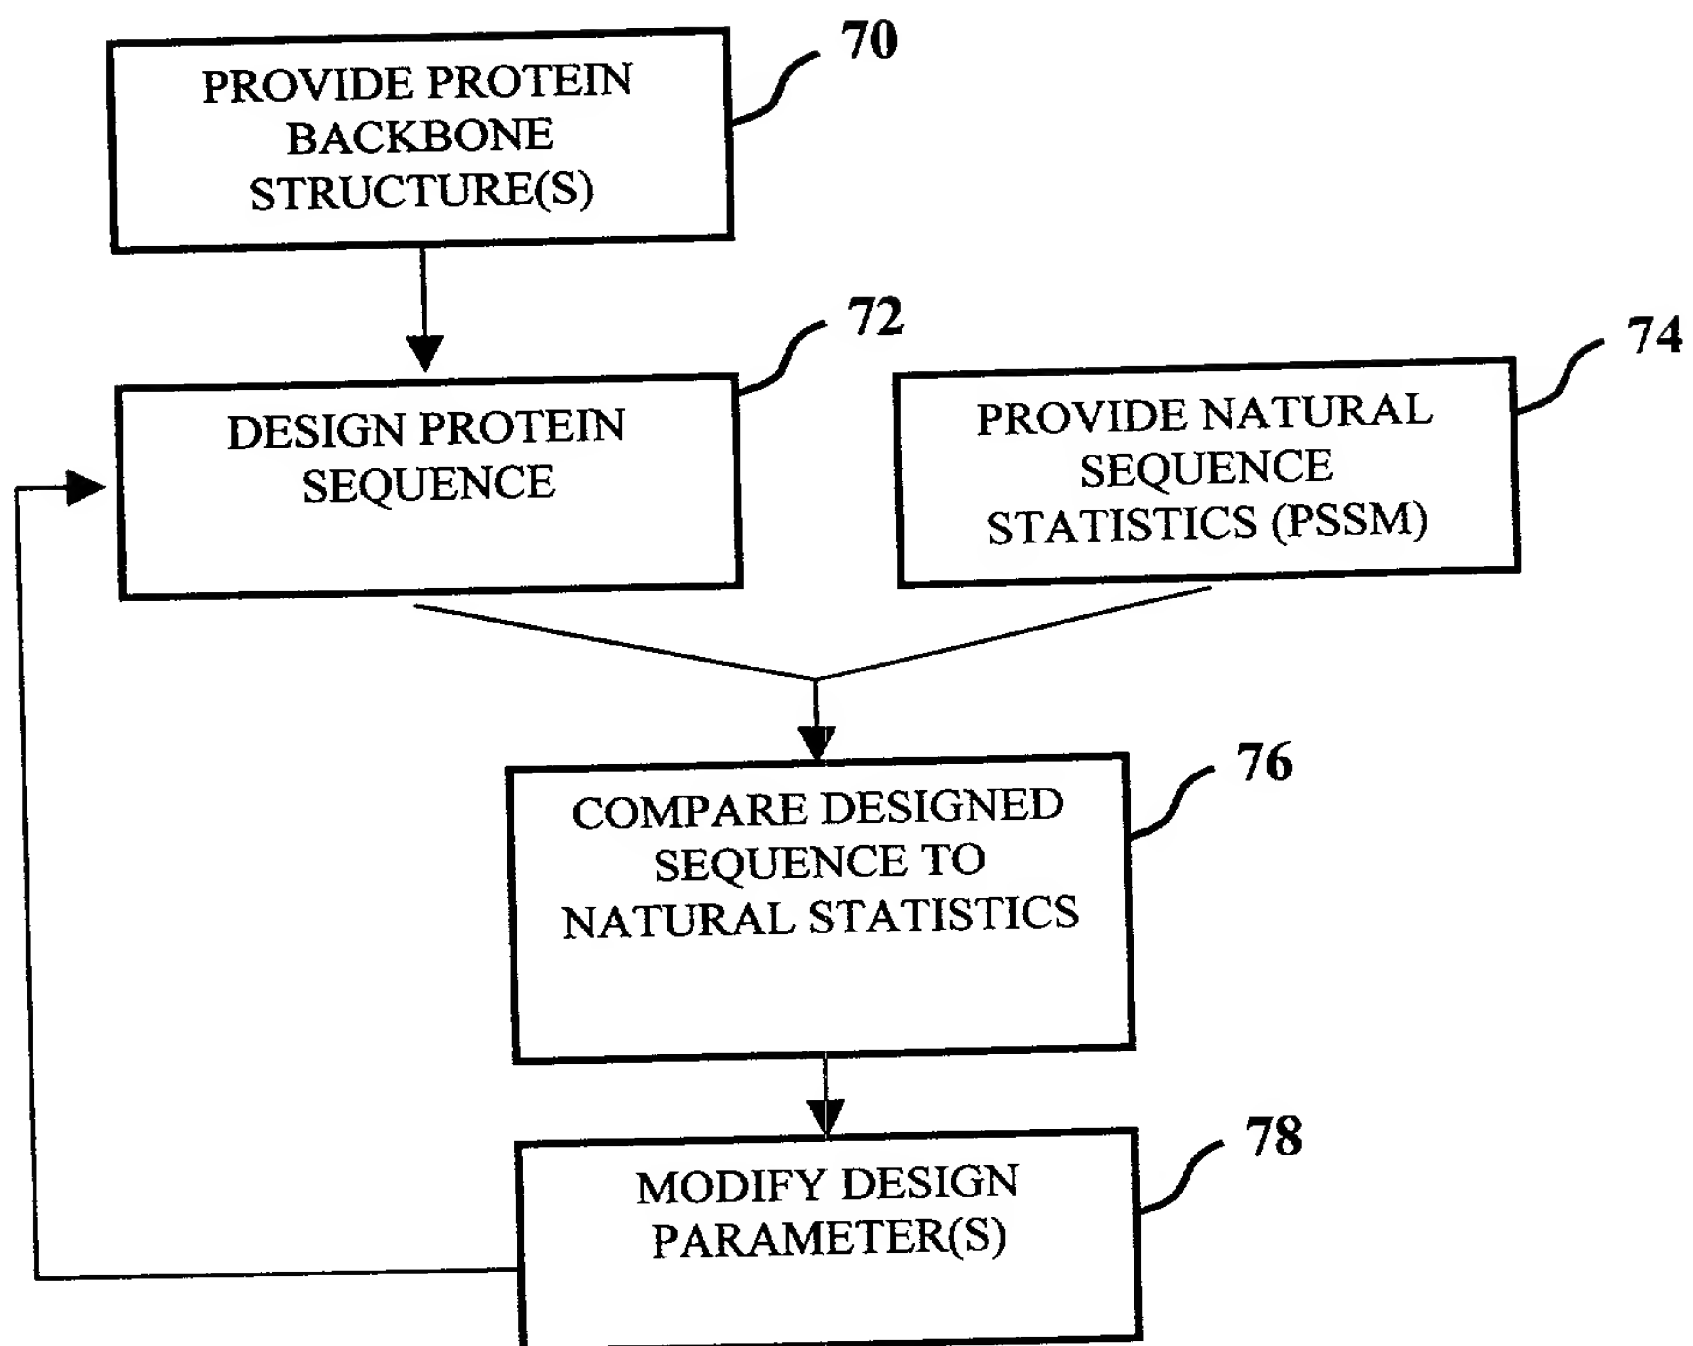 70
PROVIDE PROTEIN
BACKBONE
STRUCTURE(S)
72
DESIGN PROTEIN
SEQUENCE
74
PROVIDE NATURAL
SEQUENCE
STATISTICS (PSSM)
76
COMPARE DESIGNED
SEQUENCE TO
NATURAL STATISTICS
78
MODIFY DESIGN
PARAMETER(S)